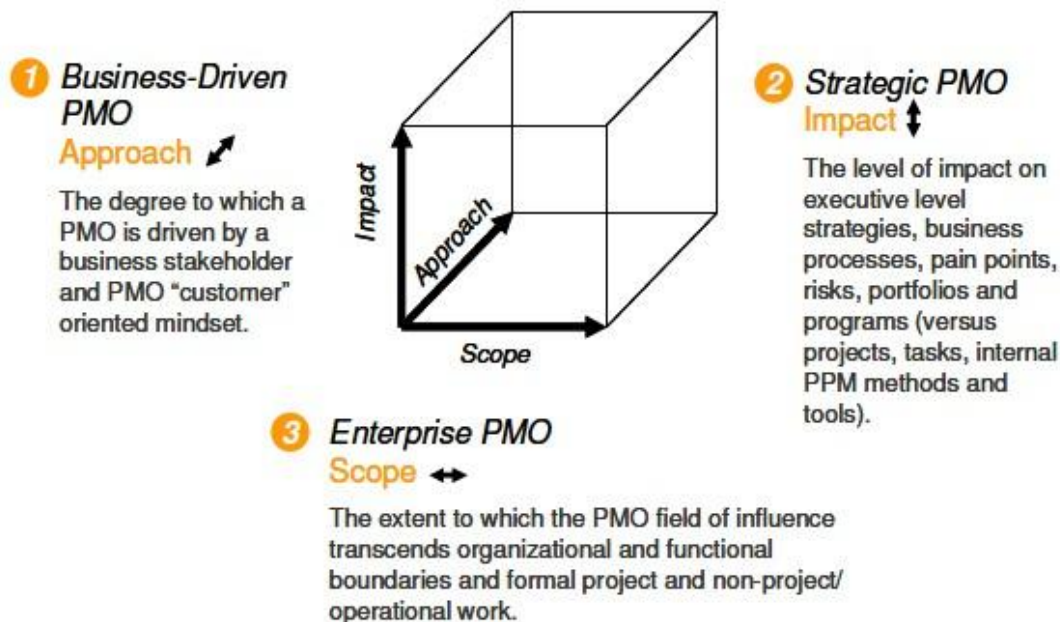 1 Business-Driven
PMO
Approach
The degree to which a
PMO is driven by a
business stakeholder
and PMO “customer”
oriented mindset.
Impact
Approach
Scope
2 Strategic PMO
Impact
The level of impact on
executive level
strategies, business
processes, pain points,
risks, portfolios and
programs (versus
projects, tasks, internal
PPM methods and
tools).
3 Enterprise PMO
Scope
The extent to which the PMO field of influence
transcends organizational and functional
boundaries and formal project and non-project/
operational work.